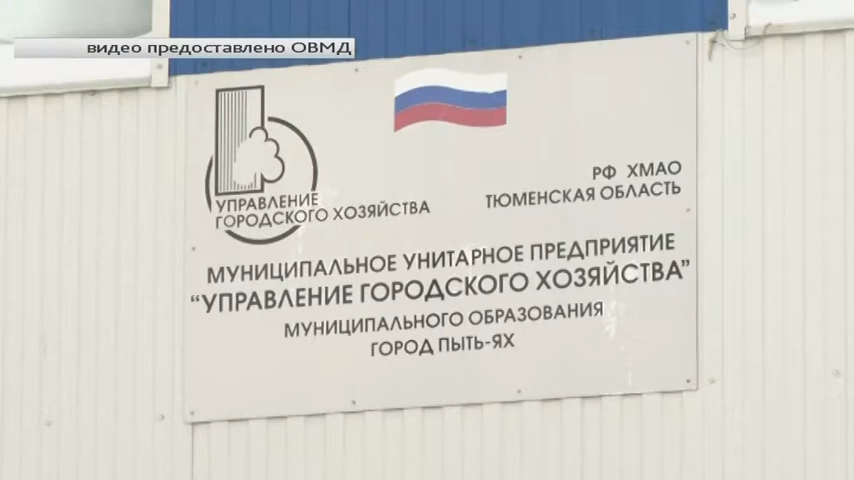 видео предоставлено ОВМД
УПРАВЛЕНИЕ
ГОРОДСКОГО ХОЗЯЙСТВА
РФ ХМАО
ТЮМЕНСКАЯ ОБЛАСТЬ
МУНИЦИПАЛЬНОЕ УНИТАРНОЕ ПРЕДПРИЯТИЕ
“УПРАВЛЕНИЕ ГОРОДСКОГО ХОЗЯЙСТВА”
МУНИЦИПАЛЬНОГО ОБРАЗОВАНИЯ
ГОРОД ПЫТЬ-ЯХ